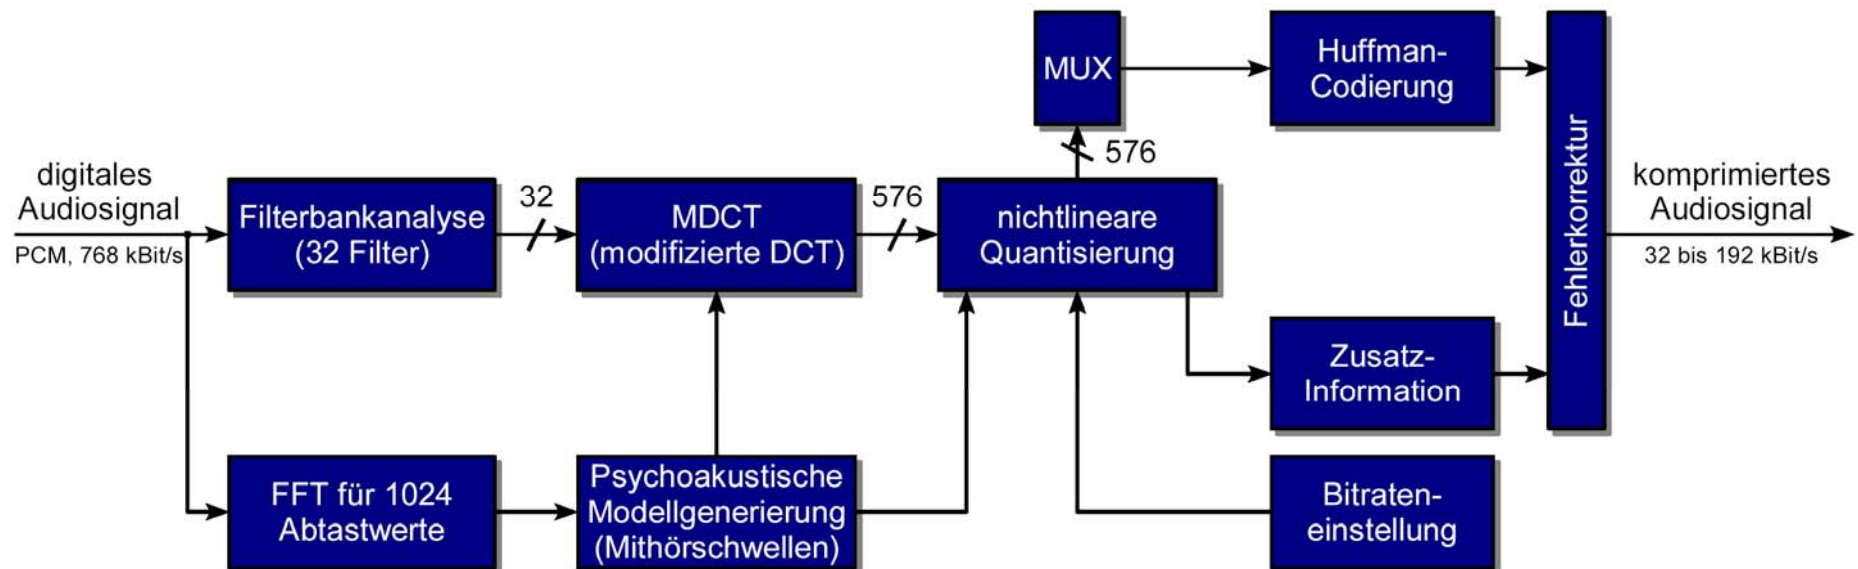 digitales
Audiosignal
PCM, 768 kBit/s
Filterbankanalyse
(32 Filter)
32
MDCT
(modifizierte DCT)
576
nichtlineare
Quantisierung
576
MUX
Huffman-
Codierung
Fehlerkorrektur
komprimiertes
Audiosignal
32 bis 192 kBit/s
Zusatz-
Information
FFT für 1024
Abtastwerte
Psychoakustische
Modellgenerierung
(Mithörschwellen)
Bitraten-
einstellung